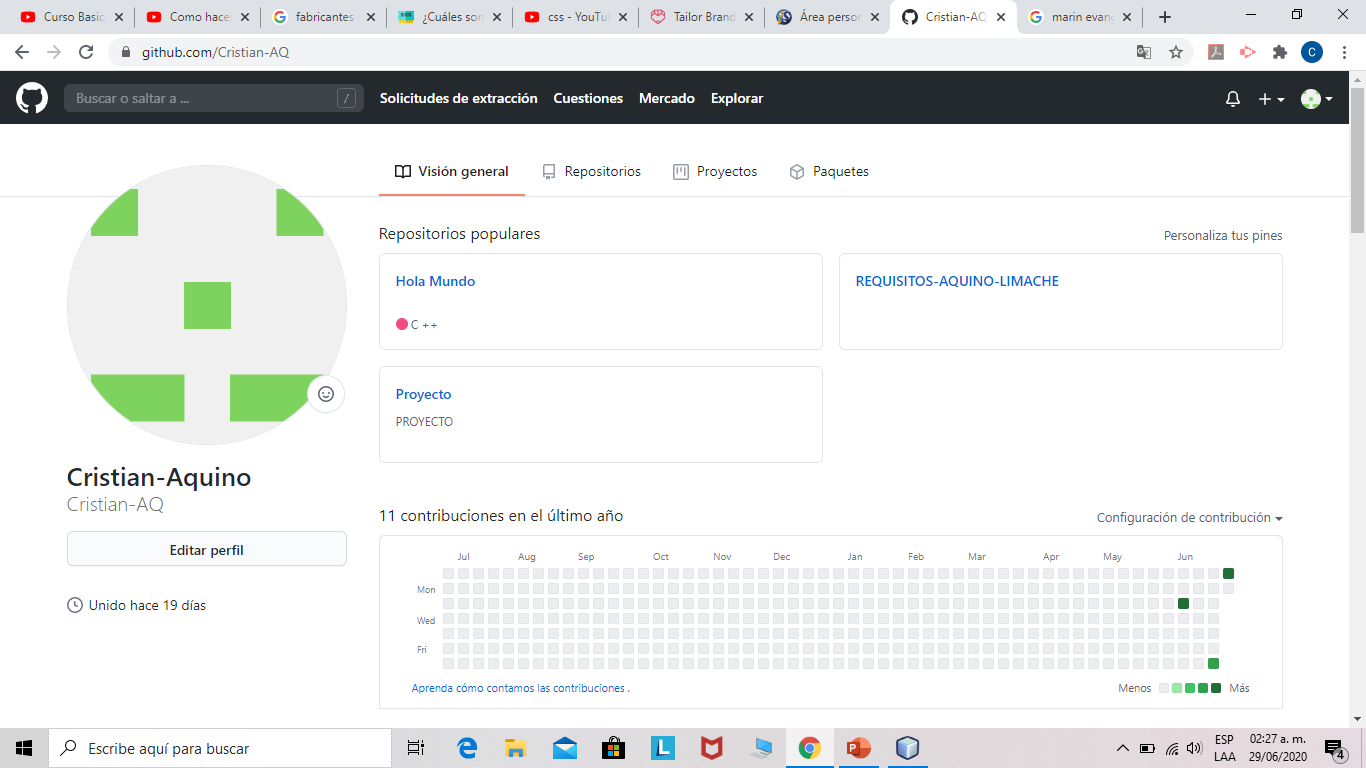 Curso Basic
Como hacer
fabricantes
¿Cuáles son
css - YouTu
Tailor Brand
Área person
Cristian-AQ
marin evan
github.com/Cristian-AQ
C
Buscar o saltar a ...
/
Solicitudes de extracción
Cuestiones
Mercado
Explorar
Visión general
Repositorios
Proyectos
Paquetes
Repositorios populares
Personaliza tus pines
Hola Mundo
C ++
REQUISITOS-AQUINO-LIMACHE
Proyecto
PROYECTO
Cristian-Aquino
Cristian-AQ
Editar perfil
Unido hace 19 días
11 contribuciones en el último año
Configuración de contribución
Jul Aug Sep Oct Nov Dec Jan Feb Mar Apr May Jun
Mon
Wed
Fri
Aprenda cómo contamos las contribuciones .
Menos
Más
Escribe aquí para buscar
L
ESP
LAA
02:27 a. m.
29/06/2020
4